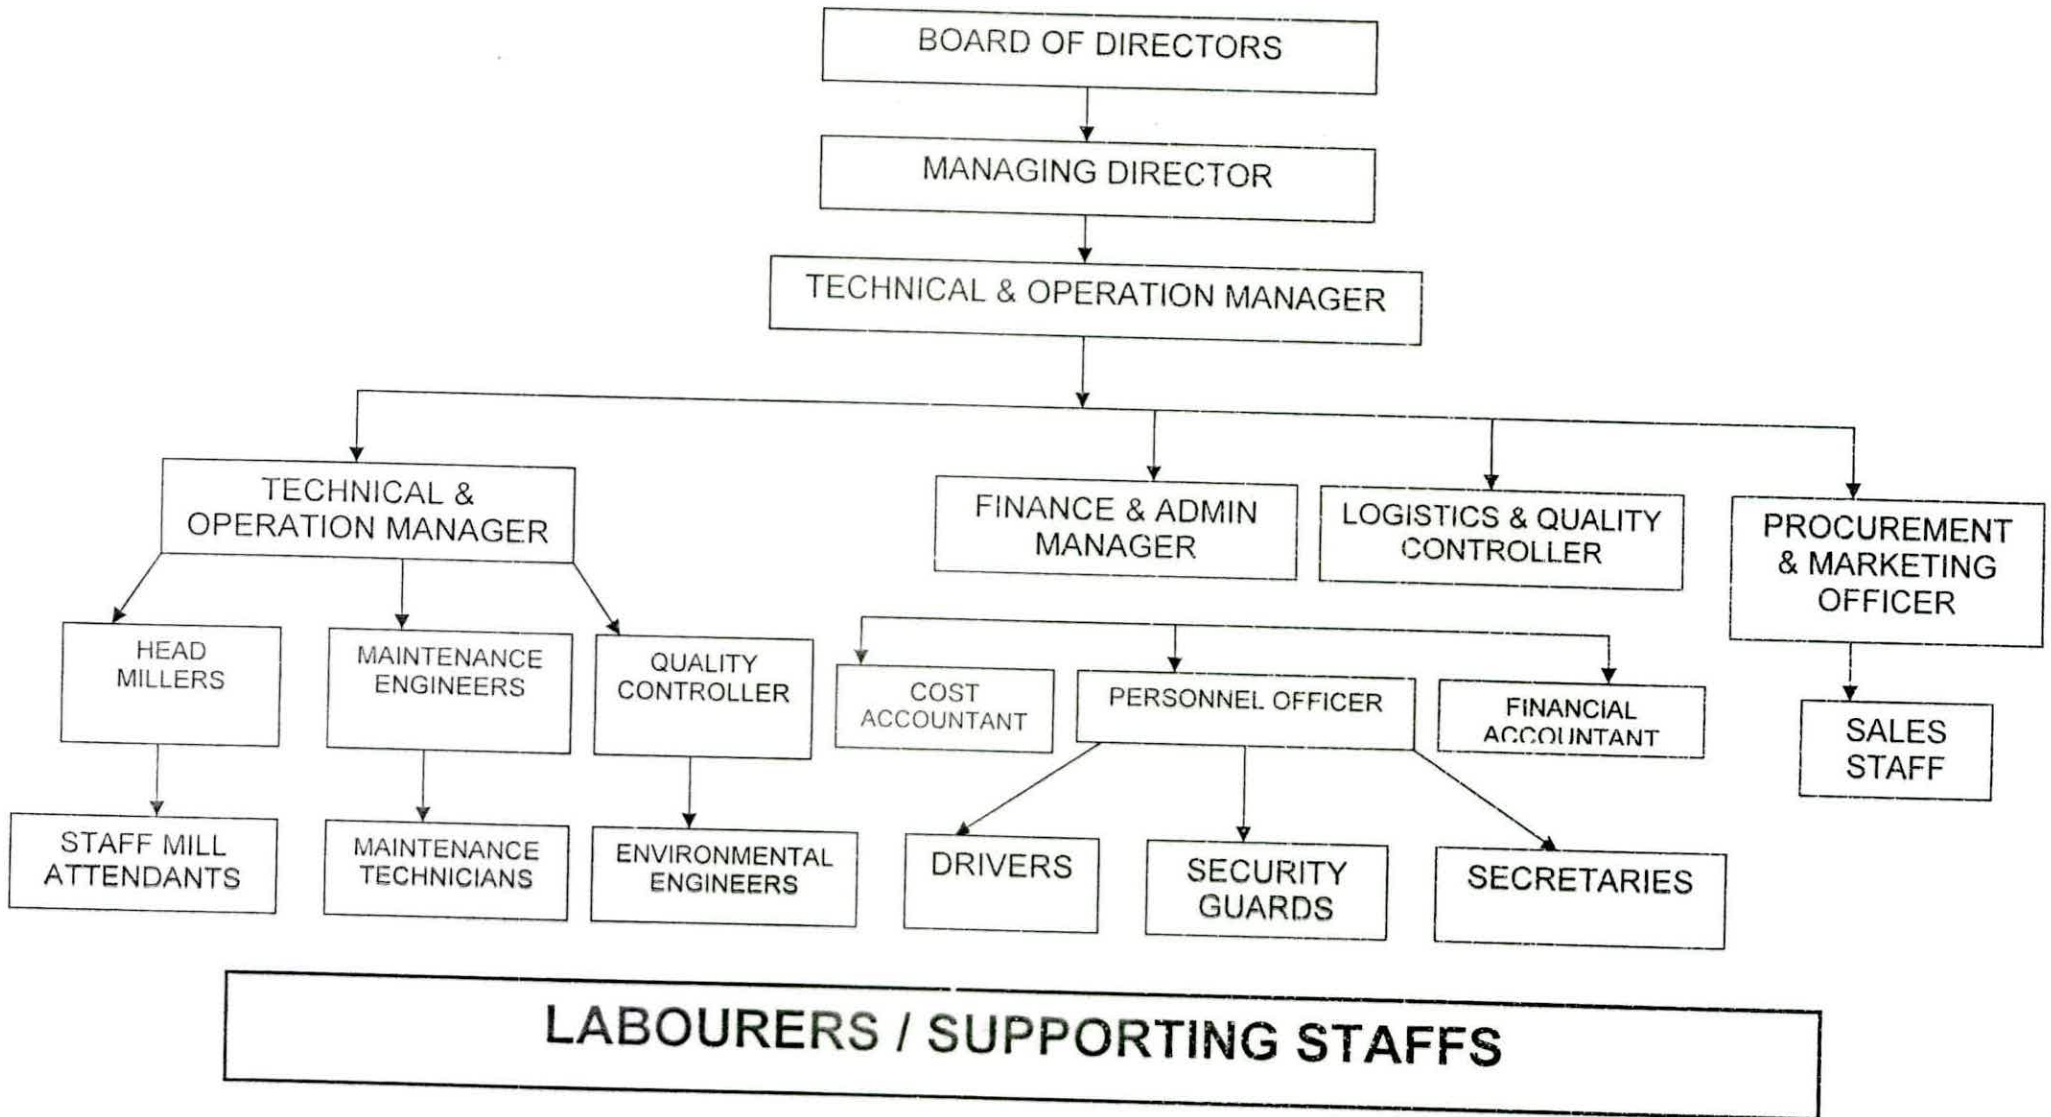 BOARD OF DIRECTORS
MANAGING DIRECTOR
TECHNICAL & OPERATION MANAGER
TECHNICAL &
OPERATION MANAGER
FINANCE & ADMIN
MANAGER
LOGISTICS & QUALITY
CONTROLLER
PROCUREMENT
& MARKETING
OFFICER
HEAD
MILLERS
MAINTENANCE
ENGINEERS
QUALITY
CONTROLLER
COST
ACCOUNTANT
PERSONNEL OFFICER
FINANCIAL
ACCOUNTANT
SALES
STAFF
STAFF MILL
ATTENDANTS
MAINTENANCE
TECHNICIANS
ENVIRONMENTAL
ENGINEERS
DRIVERS
SECURITY
GUARDS
SECRETARIES
LABOURERS / SUPPORTING STAFFS